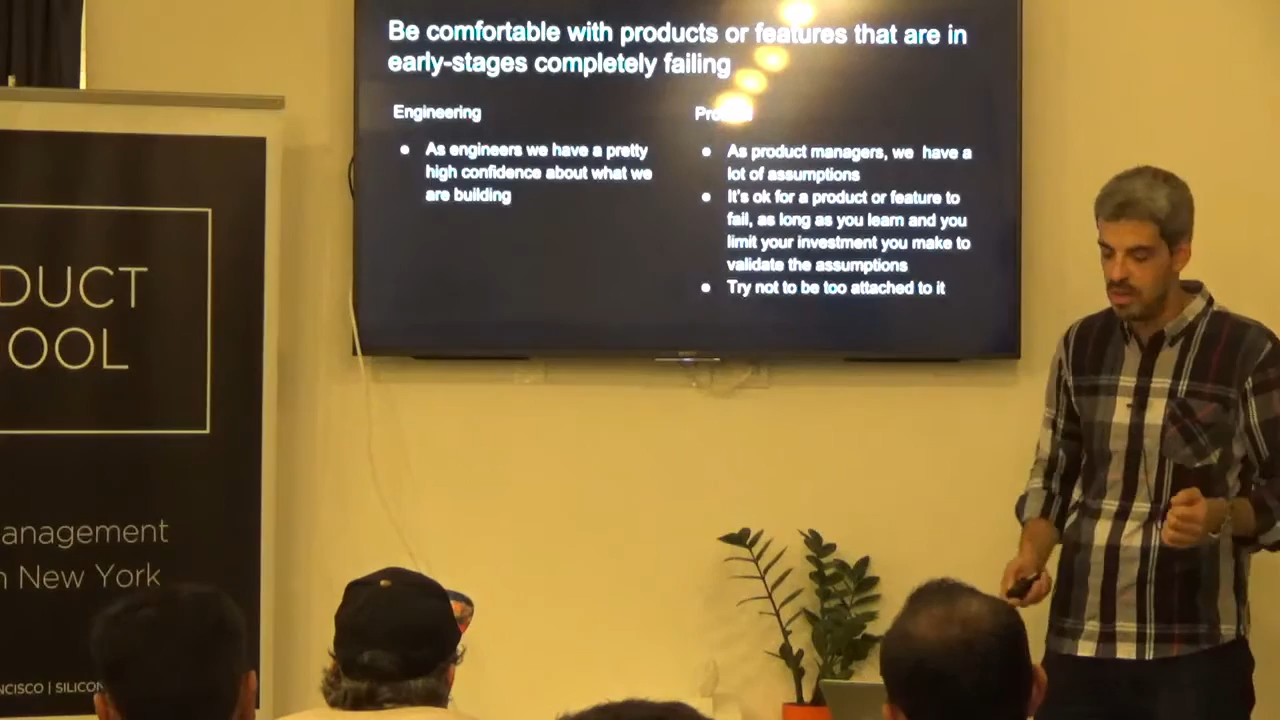 Be comfortable with products or features that are in
early-stages completely failing
Engineering
As engineers we have a pretty
high confidence about what we
are building
As product managers, we have a
lot of assumptions
It's ok for a product or feature to
fail, as long as you learn and you
limit your investment you make to
validate the assumptions
Try not to be too attached to it
DUCT
OOL
anagement
n New York
NCISCO | SILICON